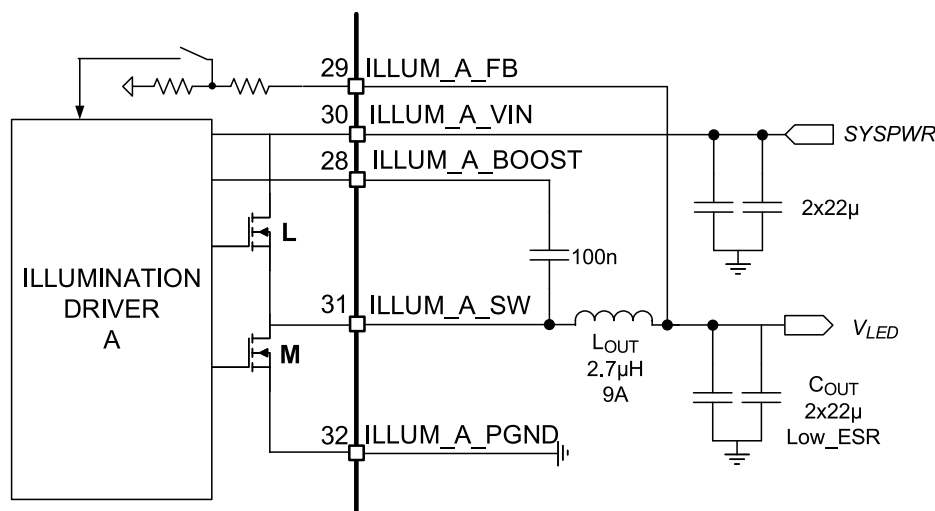 29 ILLUM_A_FB
30 ILLUM_A_VIN
SYSPWR
28 ILLUM_A_BOOST
2x22µ
L
100n
ILLUMINATION
DRIVER
A
31 ILLUM_A_SW
M
LOUT
2.7µH
9A
VLED
COUT
2x22µ
Low_ESR
32 ILLUM_A_PGND